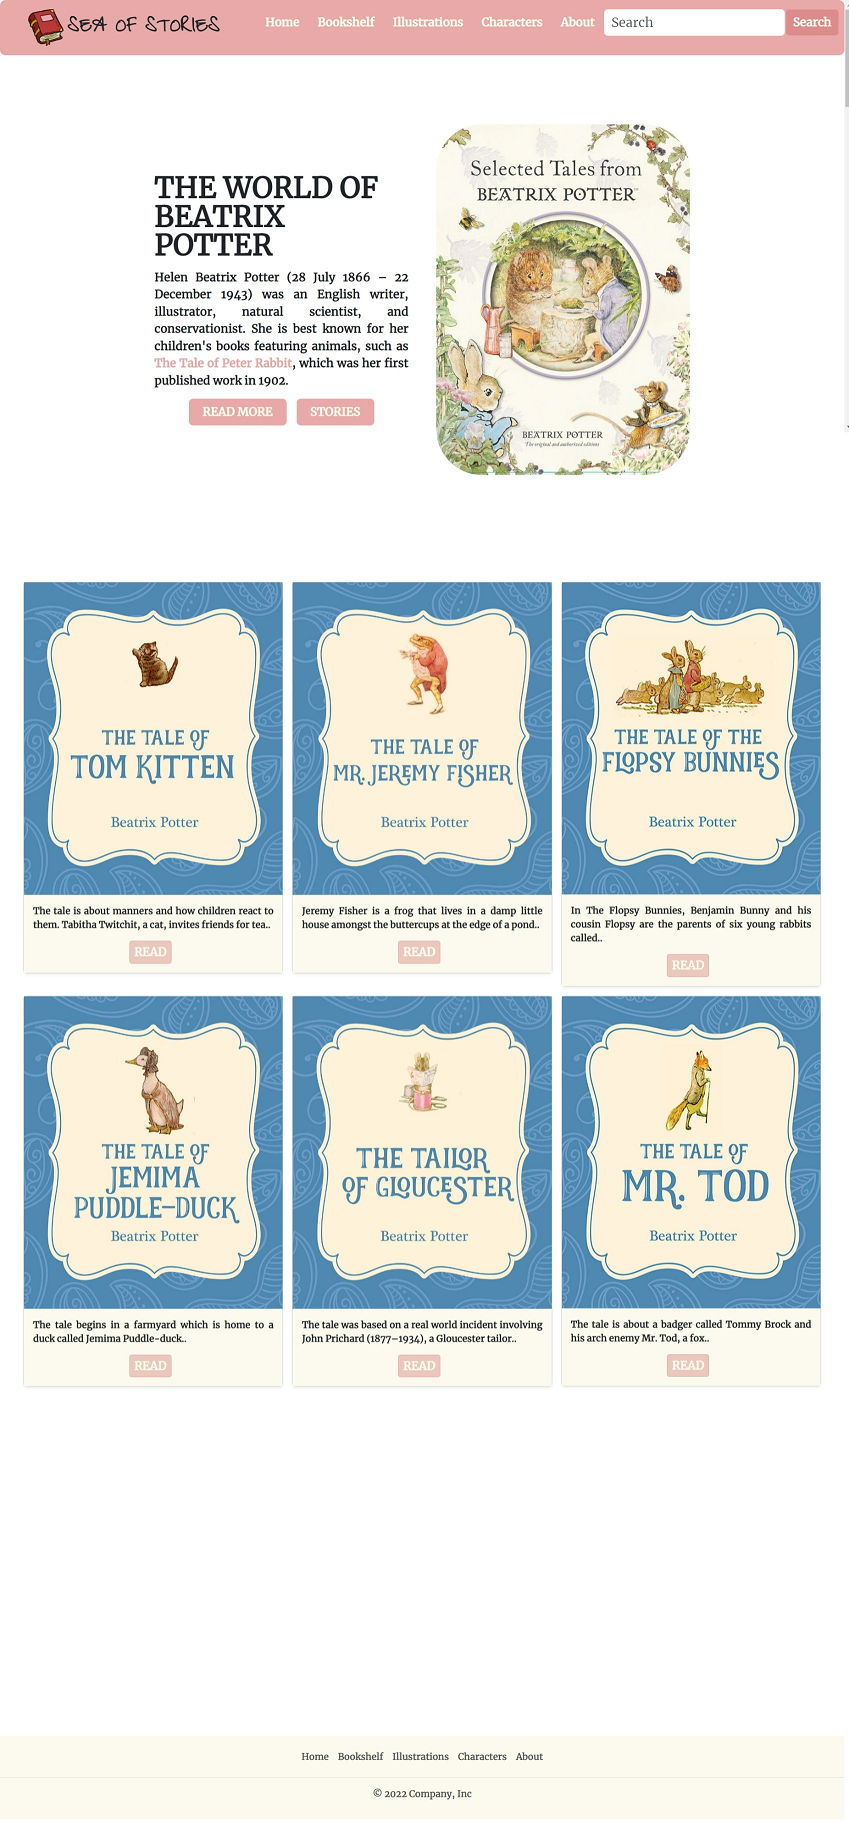 SEA OF STORIES
Home Bookshelf Illustrations Characters About Search Search
THE WORLD OF
BEATRIX
POTTER
Helen Beatrix Potter (28 July 1866 – 22
December 1943) was an English writer,
illustrator, natural scientist, and
conservationist. She is best known for her
children's books featuring animals, such as
The Tale of Peter Rabbit, which was her first
published work in 1902.
READ MORE STORIES
Selected Tales from
BEATRIX POTTER™
BEATRIX POTTER
The original and authorized editions
THE TALE OF
TOM KITTEN
Beatrix Potter
The tale is about manners and how children react to
them. Tabitha Twitchit, a cat, invites friends for tea..
READ
THE TALE OF
MR. JEREMY FISHER
Beatrix Potter
Jeremy Fisher is a frog that lives in a damp little
house amongst the buttercups at the edge of a pond..
READ
THE TALE OF THE
FLOPSY BUNNIES
Beatrix Potter
In The Flopsy Bunnies, Benjamin Bunny and his
cousin Flopsy are the parents of six young rabbits
called..
READ
THE TALE OF
JEMIMA
PUDDLE-DUCK
Beatrix Potter
The tale begins in a farmyard which is home to a
duck called Jemima Puddle-duck..
READ
THE TAILOR
OF GLOUCESTER
Beatrix Potter
The tale was based on a real world incident involving
John Prichard (1877–1934), a Gloucester tailor..
READ
THE TALE OF
MR. TOD
Beatrix Potter
The tale is about a badger called Tommy Brock and
his arch enemy Mr. Tod, a fox..
READ
Home Bookshelf Illustrations Characters About
© 2022 Company, Inc